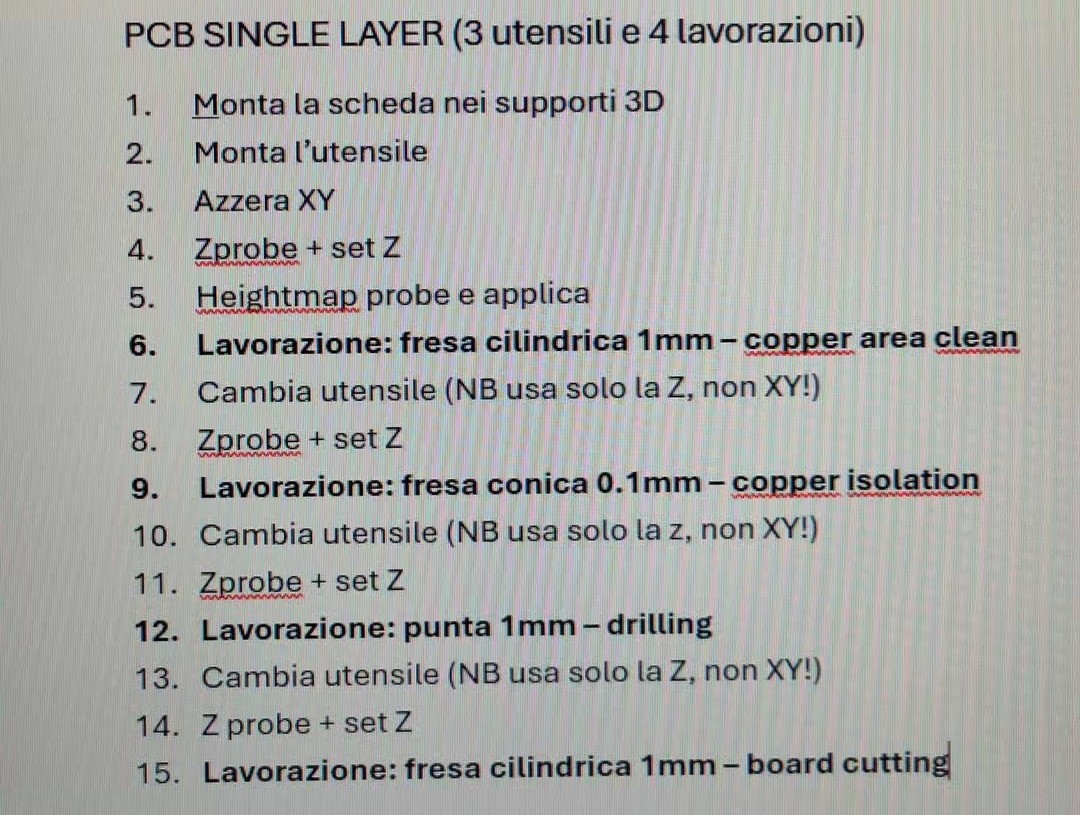 PCB SINGLE LAYER (3 utensili e 4 lavorazioni)
1. Monta la scheda nei supporti 3D
2. Monta l'utensile
3. Azzera XY
4. Zprobe + set Z
5. Heightmap probe e applica
6. Lavorazione: fresa cilindrica 1mm – copper area clean
7. Cambia utensile (NB usa solo la Z, non XY!)
8. Zprobe + set Z
9. Lavorazione: fresa conica 0.1mm – copper isolation
10. Cambia utensile (NB usa solo la z, non XY!)
11. Zprobe + set Z
12. Lavorazione: punta 1mm – drilling
13. Cambia utensile (NB usa solo la Z, non XY!)
14. Z probe + set Z
15. Lavorazione: fresa cilindrica 1mm – board cutting